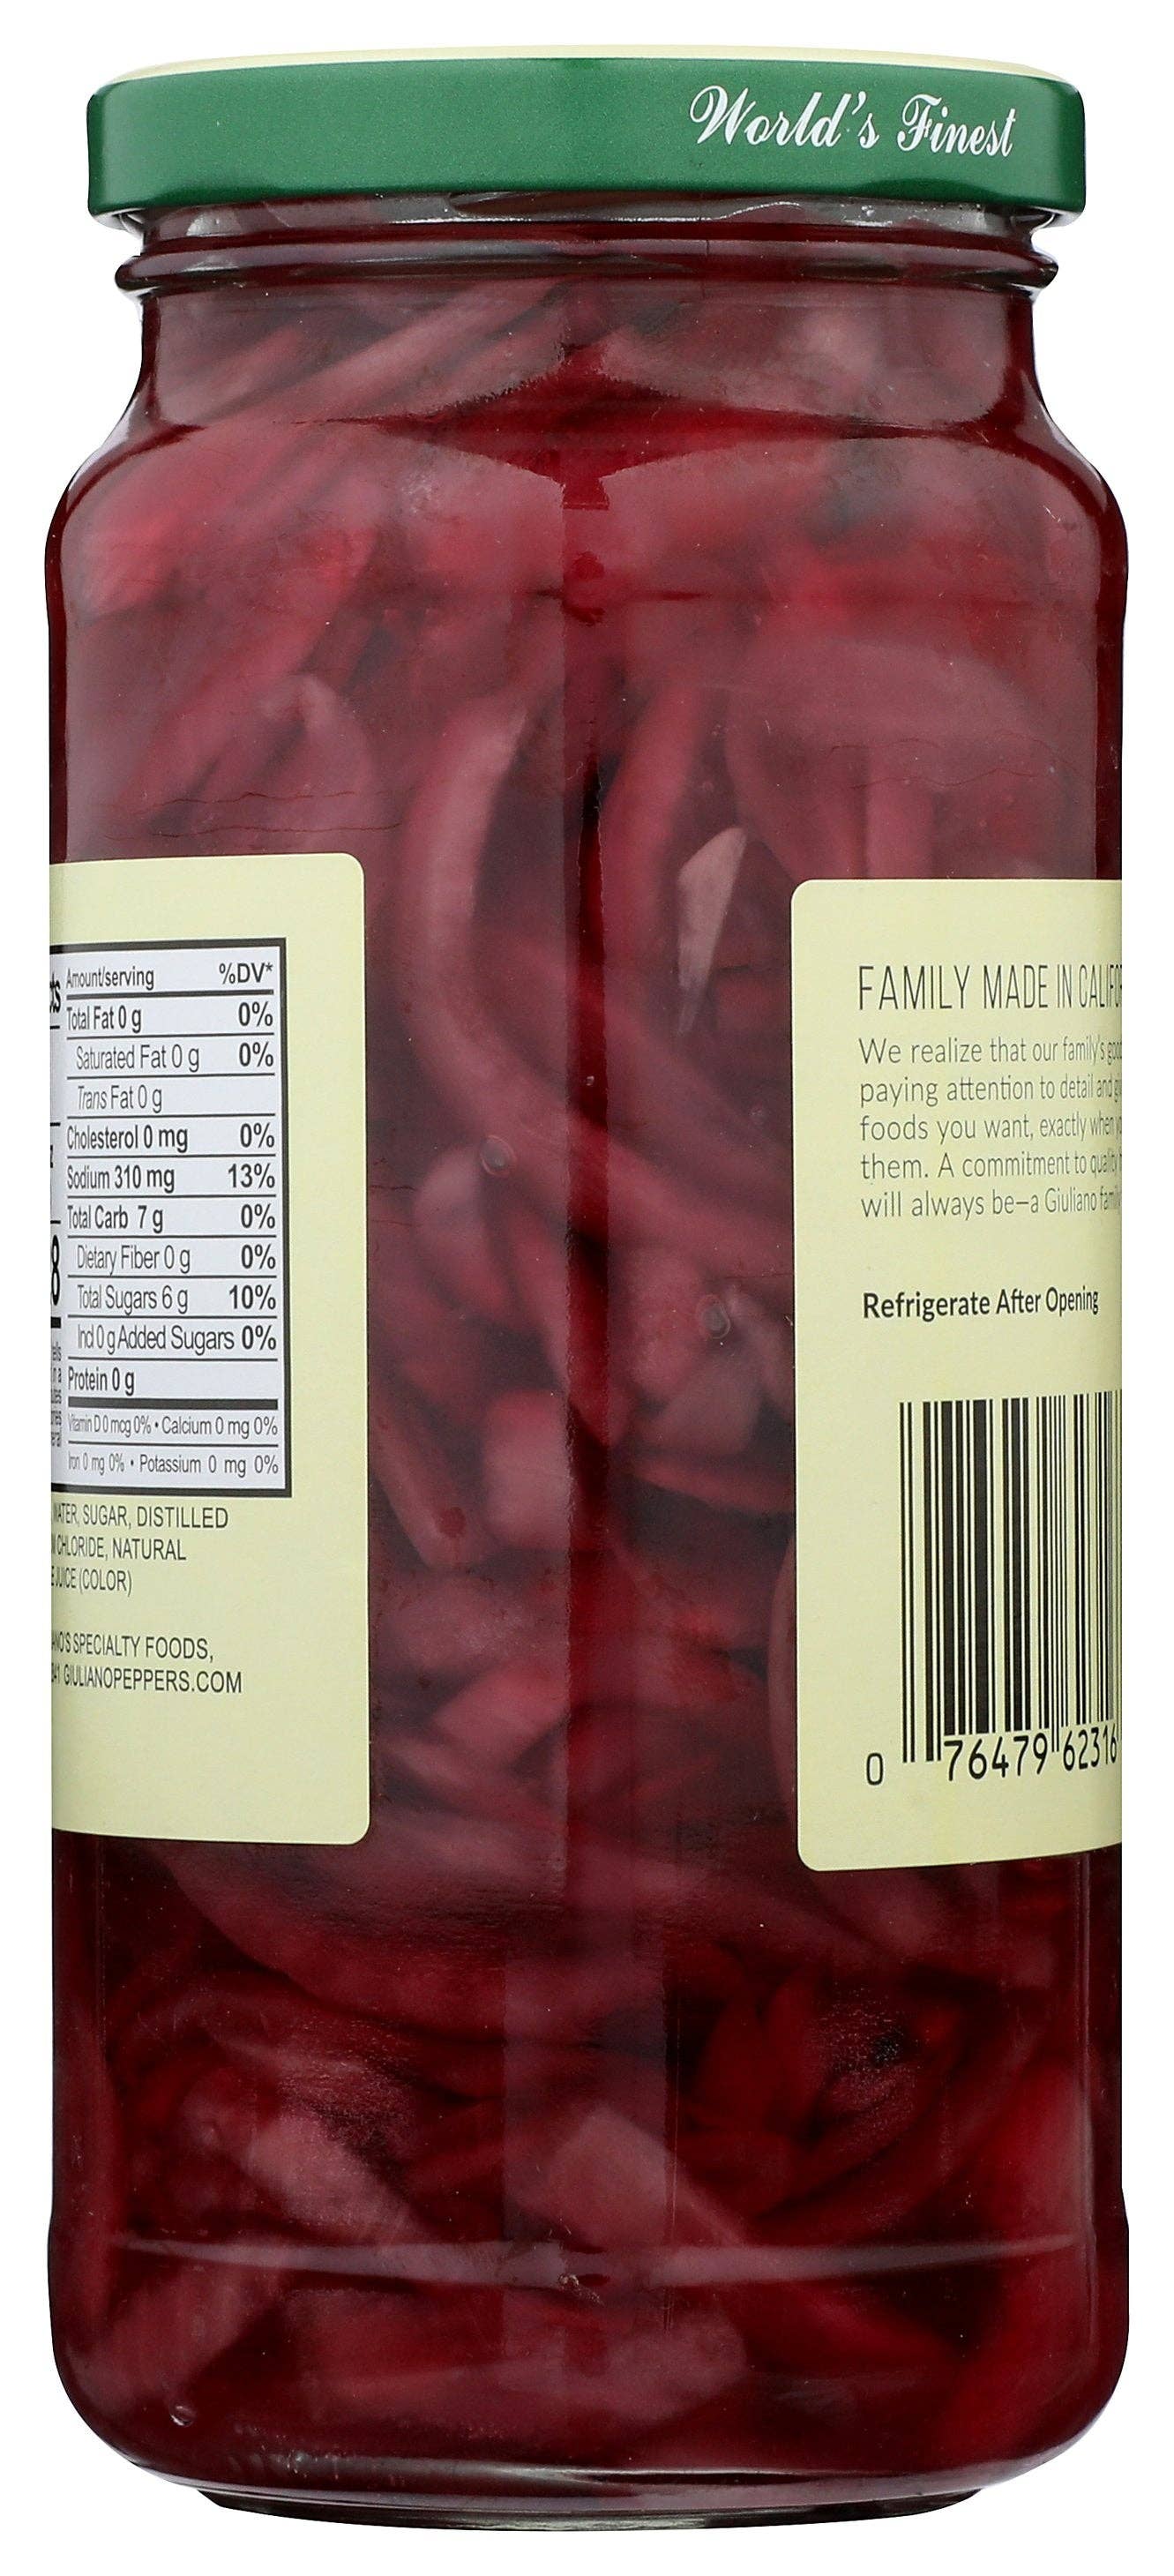 World's Finest
Amount/serving %DV*
Total Fat 0 g 0%
Saturated Fat 0 g 0%
Trans Fat 0 g
Cholesterol 0 mg 0%
Sodium 310 mg 13%
Total Carb 7 g 0%
Dietary Fiber 0 g 0%
Total Sugars 6 g 10%
Incl 0 g Added Sugars 0%
Protein 0 g
Vitamin D 0 mcg 0% • Calcium 0 mg 0%
Iron 0 mg 0% • Potassium 0 mg 0%
WATER, SUGAR, DISTILLED
CHLORIDE, NATURAL
JUICE (COLOR)
SPECIALTY FOODS,
GIULIANOPEPPERS.COM
FAMILY MADE IN
We realize that our family's
paying attention to detail and
foods you want, exactly when
them. A commitment to quality
will always be—a Giuliano
Refrigerate After Opening
0 76479 62316